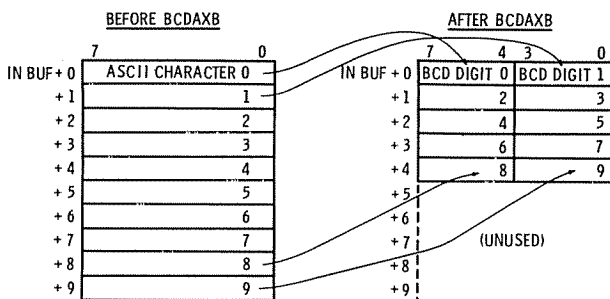 BEFORE BCDAXB AFTER BCDAXB
7 0 7 4 3 0
IN BUF + 0 ASCII CHARACTER 0 IN BUF + 0 BCD DIGIT 0 BCD DIGIT 1
+ 1 1 + 1 2 3
+ 2 2 + 2 4 5
+ 3 3 + 3 6 7
+ 4 4 + 4 8 9
+ 5 5 + 5
+ 6 6 + 6
+ 7 7 + 7 (UNUSED)
+ 8 8 + 8
+ 9 9 + 9